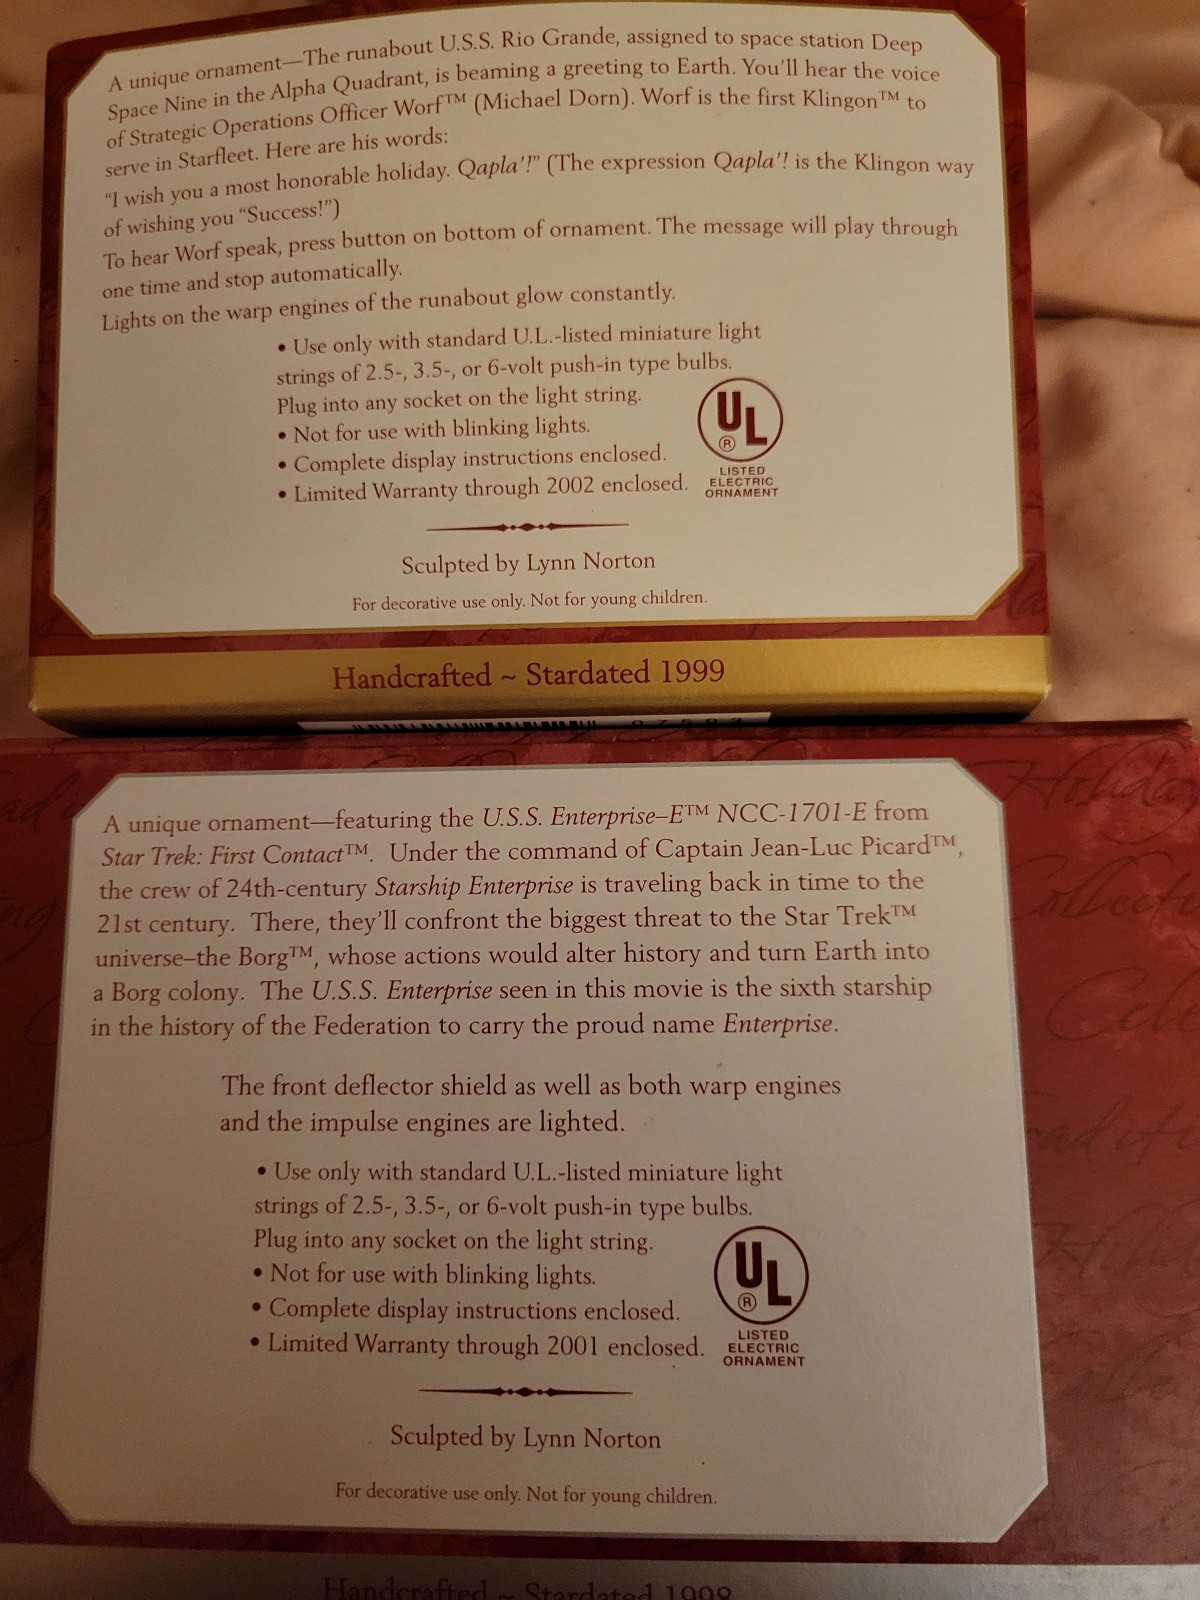 A unique ornament—The runabout U.S.S. Rio Grande, assigned to space station Deep
Space Nine in the Alpha Quadrant, is beaming a greeting to Earth. You'll hear the voice
of Strategic Operations Officer Worf™ (Michael Dorn). Worf is the first Klingon™ to
serve in Starfleet. Here are his words:
“I wish you a most honorable holiday. Qapla'!” (The expression Qapla'! is the Klingon way
of wishing you “Success!”)
To hear Worf speak, press button on bottom of ornament. The message will play through
one time and stop automatically.
Lights on the warp engines of the runabout glow constantly.
• Use only with standard U.L.-listed miniature light
strings of 2.5-, 3.5-, or 6-volt push-in type bulbs.
Plug into any socket on the light string.
• Not for use with blinking lights.
• Complete display instructions enclosed.
• Limited Warranty through 2002 enclosed.
UL
®
LISTED
ELECTRIC
ORNAMENT
Sculpted by Lynn Norton
For decorative use only. Not for young children.
Handcrafted ~ Stardated 1999
A unique ornament—featuring the U.S.S. Enterprise–E™ NCC-1701-E from
Star Trek: First Contact™. Under the command of Captain Jean-Luc Picard™,
the crew of 24th-century Starship Enterprise is traveling back in time to the
21st century. There, they'll confront the biggest threat to the Star Trek™
universe–the Borg™, whose actions would alter history and turn Earth into
a Borg colony. The U.S.S. Enterprise seen in this movie is the sixth starship
in the history of the Federation to carry the proud name Enterprise.
The front deflector shield as well as both warp engines
and the impulse engines are lighted.
• Use only with standard U.L.-listed miniature light
strings of 2.5-, 3.5-, or 6-volt push-in type bulbs.
Plug into any socket on the light string.
• Not for use with blinking lights.
• Complete display instructions enclosed.
• Limited Warranty through 2001 enclosed.
UL
®
LISTED
ELECTRIC
ORNAMENT
Sculpted by Lynn Norton
For decorative use only. Not for young children.
Handcrafted ~ Stardated 1998
Holiday